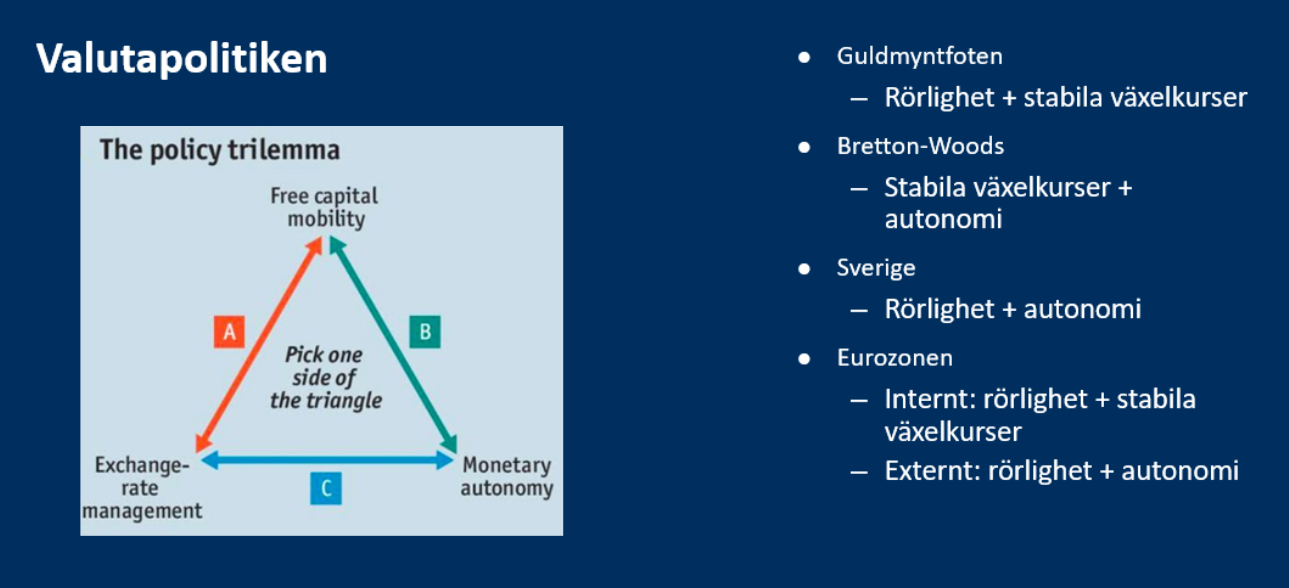 Valutapolitiken
The policy trilemma
Free capital
mobility
A
B
Pick one
side of
the triangle
Exchange-
rate
management
C
Monetary
autonomy
● Guldmyntfoten
– Rörlighet + stabila växelkurser
● Bretton-Woods
– Stabila växelkurser +
autonomi
● Sverige
– Rörlighet + autonomi
● Eurozonen
– Internt: rörlighet + stabila
växelkurser
– Externt: rörlighet + autonomi